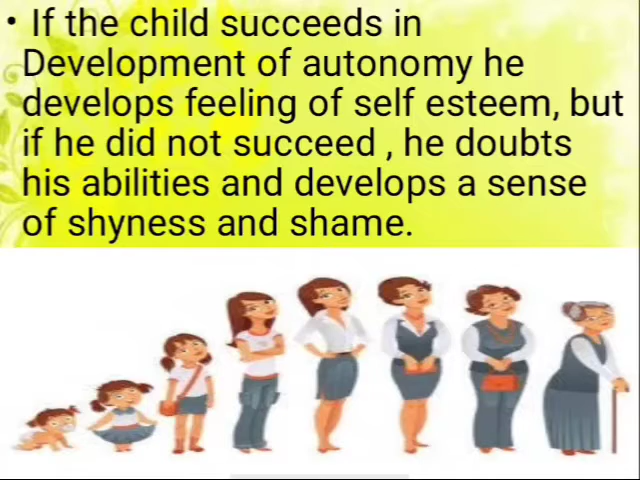 • If the child succeeds in
Development of autonomy he
develops feeling of self esteem, but
if he did not succeed , he doubts
his abilities and develops a sense
of shyness and shame.